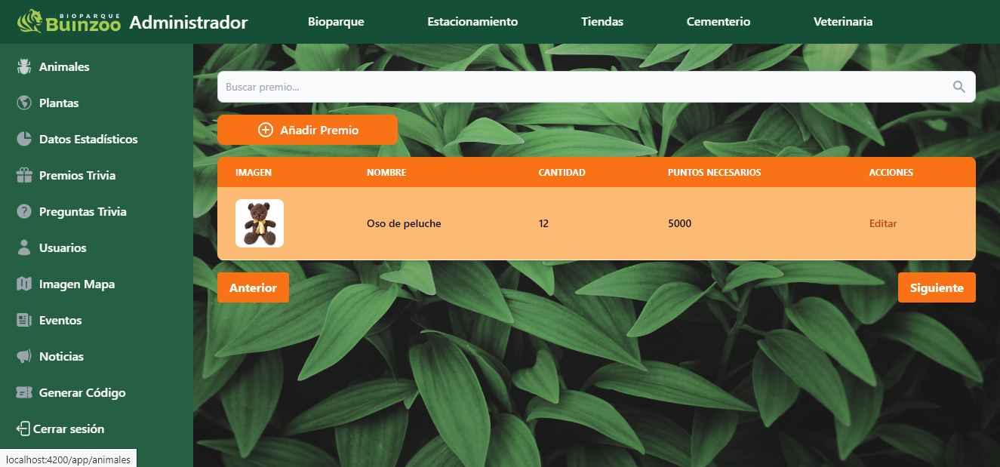 BIOPARQUE
Buinzoo
Administrador
Bioparque
Estacionamiento
Tiendas
Cementerio
Veterinaria
Animales
Plantas
Datos Estadísticos
Premios Trivia
Preguntas Trivia
Usuarios
Imagen Mapa
Eventos
Noticias
Generar Código
Cerrar sesión
localhost:4200/app/animales
Buscar premio...
Añadir Premio
IMAGEN NOMBRE CANTIDAD PUNTOS NECESARIOS ACCIONES
Oso de peluche 12 5000 Editar
Anterior
Siguiente